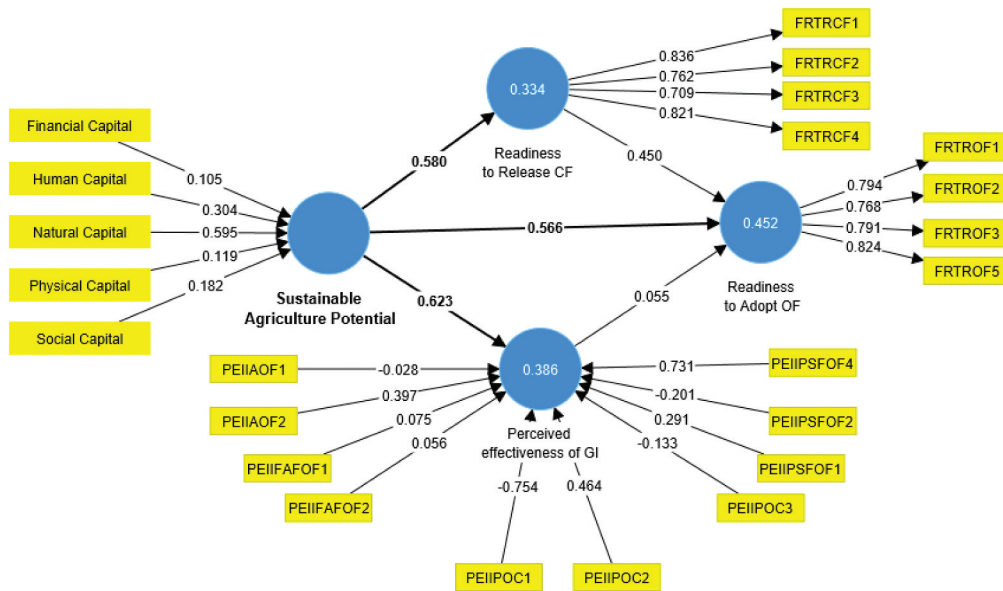 FRTRCF1
0.836
FRTRCF2
0.762
0.334
0.709
FRTRCF3
0.821
FRTRCF4
Financial Capital
Readiness
to Release CF
FRTROF1
0.580
0.450
Human Capital
0.105
0.794
FRTROF2
0.304
0.768
Natural Capital
0.595
0.566
0.452
0.791
FRTROF3
0.119
0.824
Physical Capital
FRTROF5
0.182
Readiness
to Adopt OF
Sustainable
Agriculture Potential
0.623
0.055
Social Capital
PEIIAOF1
-0.028
0.386
0.731
PEIIPSFOF4
0.397
-0.201
PEIIAOF2
0.075
0.291
PEIIPSFOF2
0.056
-0.133
Perceived
effectiveness of GI
PEIIFAFOF1
PEIIPSFOF1
-0.754
0.464
PEIIFAFOF2
PEIIPOC3
PEIIPOC1
PEIIPOC2